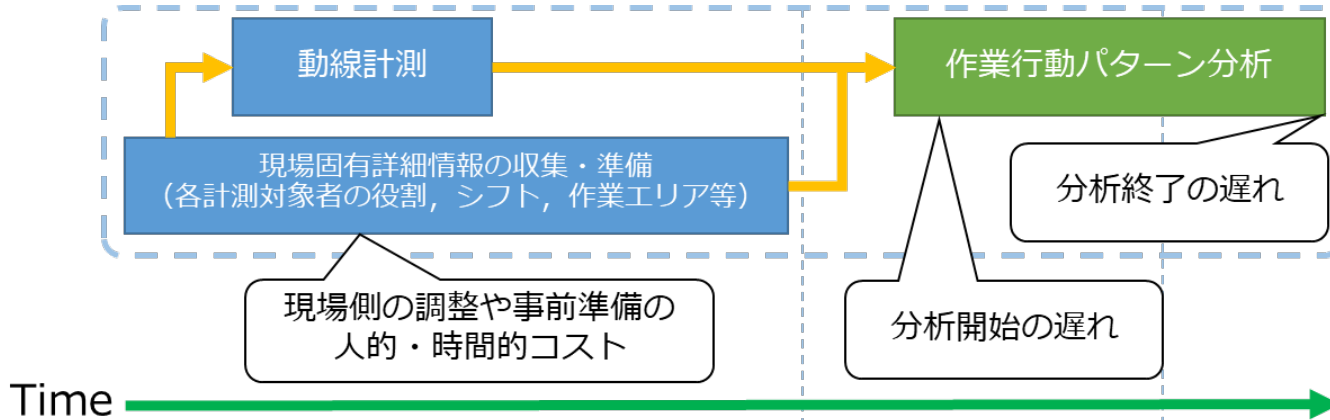 動線計測
作業行動パターン分析
現場固有詳細情報の収集・準備
（各計測対象者の役割，シフト，作業エリア等）
分析終了の遅れ
現場側の調整や事前準備の
人的・時間的コスト
分析開始の遅れ
Time